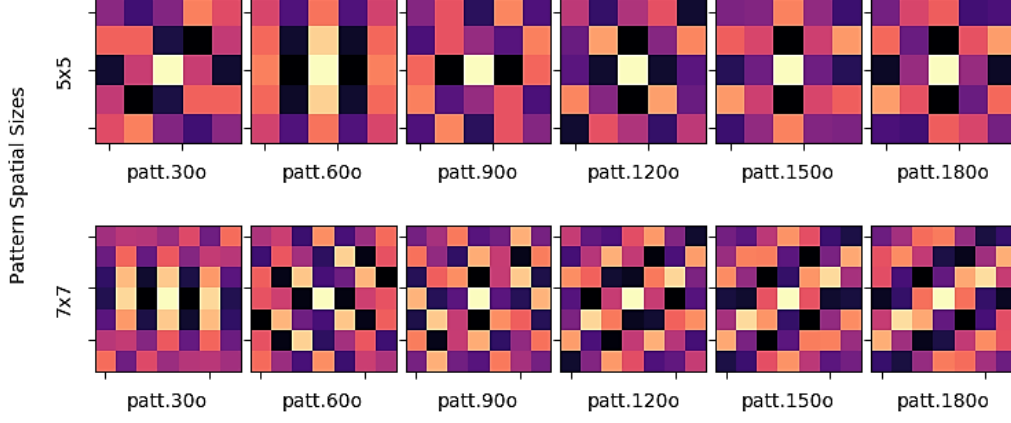 Pattern Spatial Sizes
5x5
patt.30o patt.60o patt.90o patt.120o patt.150o patt.180o
7x7
patt.30o patt.60o patt.90o patt.120o patt.150o patt.180o